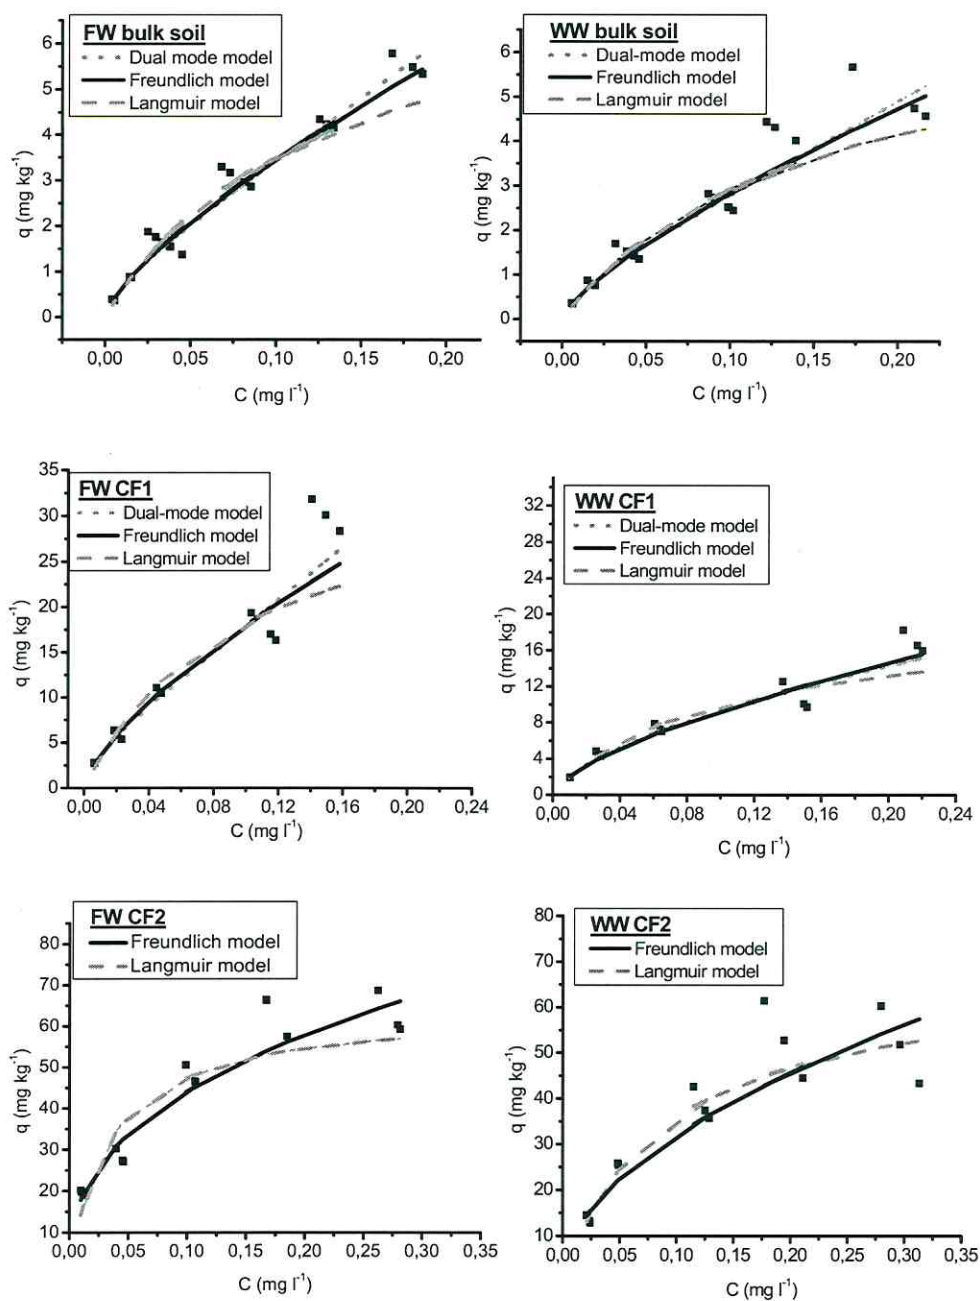 FW bulk soil
Dual mode model
Freundlich model
Langmuir model
6
5
4
3
2
1
0
q (mg kg-1)
0,00 0,05 0,10 0,15 0,20
C (mg l-1)
WW bulk soil
Dual-mode model
Freundlich model
Langmuir model
6
5
4
3
2
1
0
q (mg kg-1)
0,00 0,05 0,10 0,15 0,20
C (mg l-1)
FW CF1
Dual-mode model
Freundlich model
Langmuir model
35
30
25
20
15
10
5
0
q (mg kg-1)
0,00 0,04 0,08 0,12 0,16 0,20 0,24
C (mg l-1)
WW CF1
Dual-mode model
Freundlich model
Langmuir model
32
28
24
20
16
12
8
4
0
q (mg kg-1)
0,00 0,04 0,08 0,12 0,16 0,20 0,24
C (mg l-1)
FW CF2
Freundlich model
Langmuir model
80
70
60
50
40
30
20
10
q (mg kg-1)
0,00 0,05 0,10 0,15 0,20 0,25 0,30 0,35
C (mg l-1)
WW CF2
Freundlich model
Langmuir model
80
70
60
50
40
30
20
10
q (mg kg-1)
0,00 0,05 0,10 0,15 0,20 0,25 0,30 0,35
C (mg l-1)